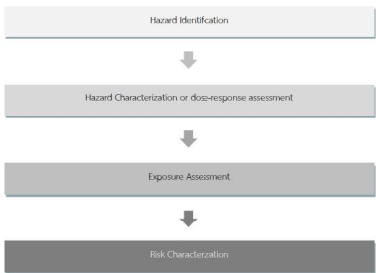 Hazard Identifcation
Hazard Characterization or dose-response assessment
Exposure Assessment
Risk Characterzation